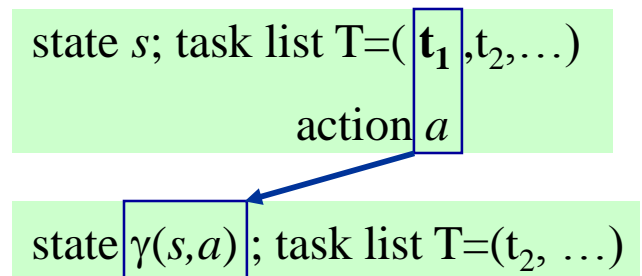 state s; task list T=( t₁ ,t₂,…)
action a
state γ(s,a) ; task list T=(t₂, …)